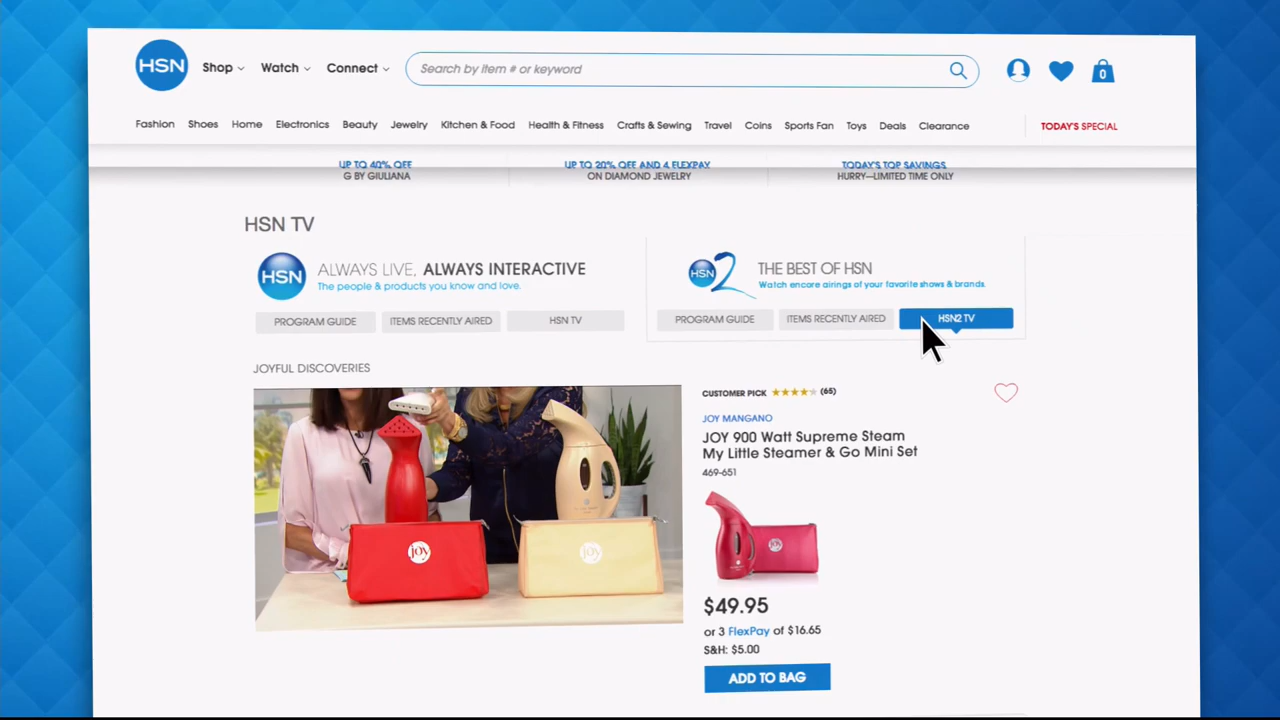 HSN
Shop
Watch
Connect
Search by item # or keyword
0
Fashion
Shoes
Home
Electronics
Beauty
Jewelry
Kitchen & Food
Health & Fitness
Crafts & Sewing
Travel
Coins
Sports Fan
Toys
Deals
Clearance
TODAY'S SPECIAL
UP TO 40% OFF
G BY GIULIANA
UP TO 20% OFF AND 4 FLEXPAY
ON DIAMOND JEWELRY
TODAY'S TOP SAVINGS
HURRY—LIMITED TIME ONLY
HSN TV
HSN
ALWAYS LIVE, ALWAYS INTERACTIVE
The people & products you know and love.
PROGRAM GUIDE
ITEMS RECENTLY AIRED
HSN TV
HSN2
THE BEST OF HSN
Watch encore airings of your favorite shows & brands.
PROGRAM GUIDE
ITEMS RECENTLY AIRED
HSN2 TV
JOYFUL DISCOVERIES
joy
joy
CUSTOMER PICK (65)
JOY MANGANO
JOY 900 Watt Supreme Steam
My Little Steamer & Go Mini Set
469-651
joy
$49.95
or 3 FlexPay of $16.65
S&H: $5.00
ADD TO BAG